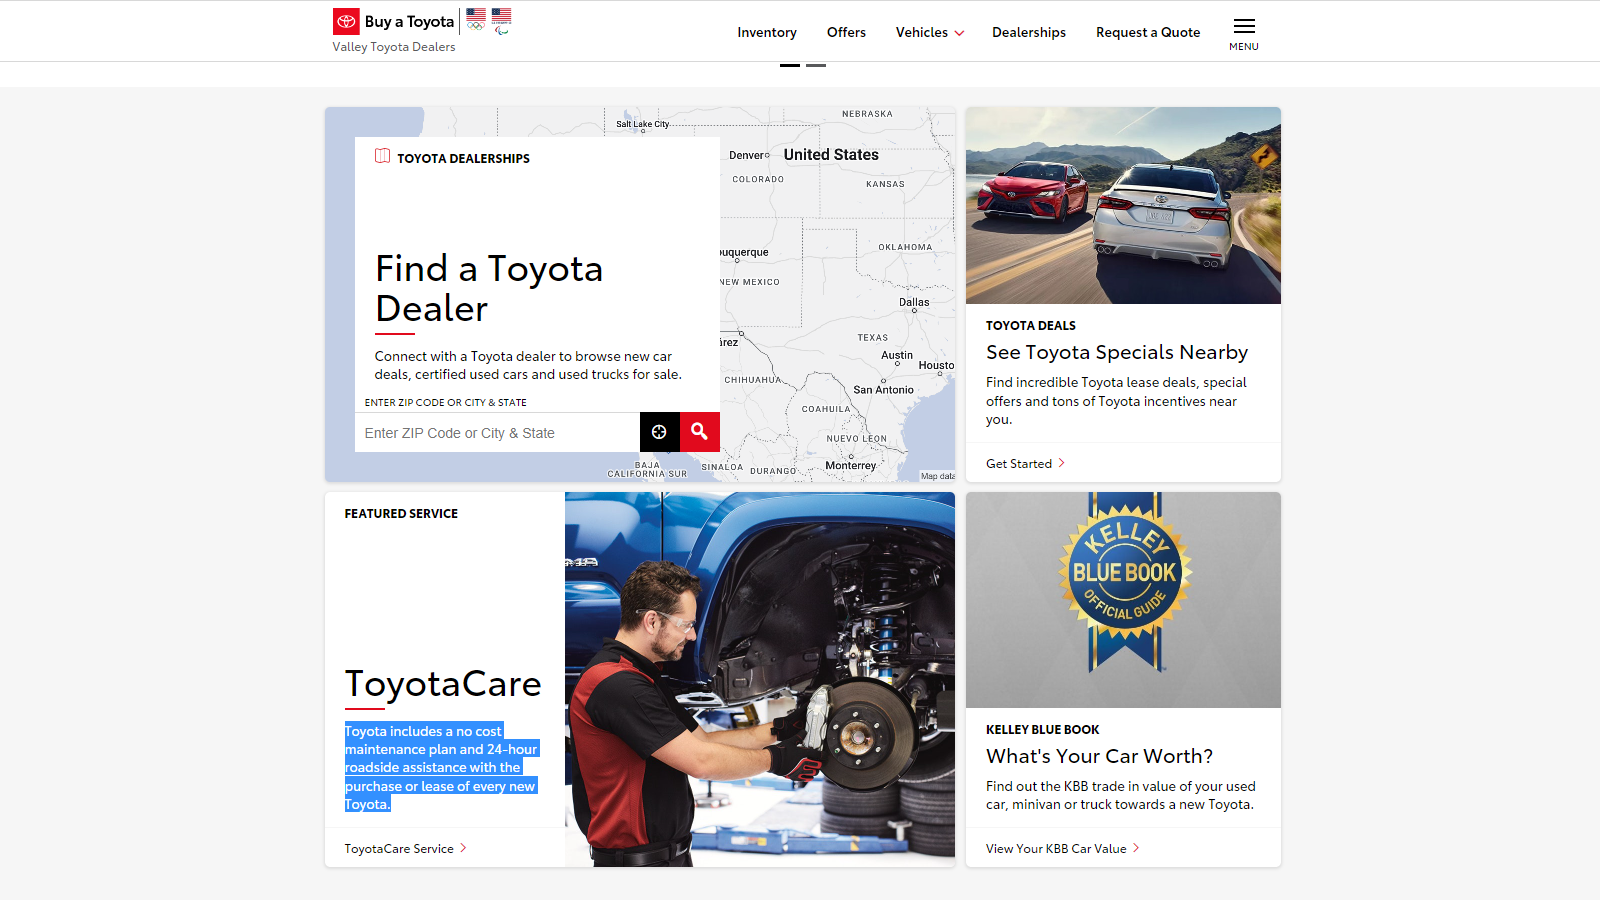 Buy a Toyota
Valley Toyota Dealers
Inventory
Offers
Vehicles
Dealerships
Request a Quote
MENU
Salt Lake City
NEBRASKA
Denver
United States
COLORADO
KANSAS
uquerque
OKLAHOMA
NEW MEXICO
Dallas
árez
TEXAS
Austin
Housto
CHIHUAHUA
San Antonio
COAHUILA
NUEVO LEON
Monterrey
BAJA
CALIFORNIA SUR
SINALOA
DURANGO
Map data
TOYOTA DEALERSHIPS
Find a Toyota
Dealer
Connect with a Toyota dealer to browse new car
deals, certified used cars and used trucks for sale.
ENTER ZIP CODE OR CITY & STATE
Enter ZIP Code or City & State
TOYOTA DEALS
See Toyota Specials Nearby
Find incredible Toyota lease deals, special
offers and tons of Toyota incentives near
you.
Get Started
FEATURED SERVICE
ToyotaCare
Toyota includes a no cost
maintenance plan and 24-hour
roadside assistance with the
purchase or lease of every new
Toyota.
ToyotaCare Service
KELLEY
BLUE BOOK
OFFICIAL GUIDE
KELLEY BLUE BOOK
What's Your Car Worth?
Find out the KBB trade in value of your used
car, minivan or truck towards a new Toyota.
View Your KBB Car Value